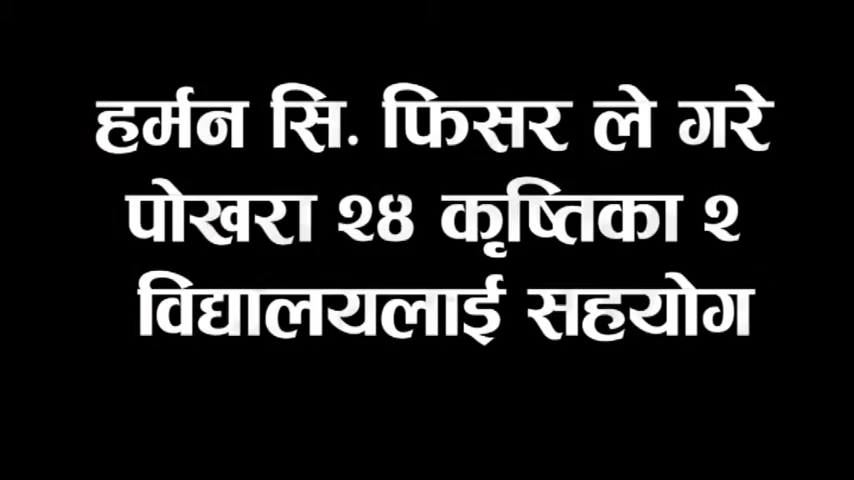 हर्मन सि. फिसर ले गरे
पोखरा २४ कृष्तिका २
विद्यालयलाई सहयोग